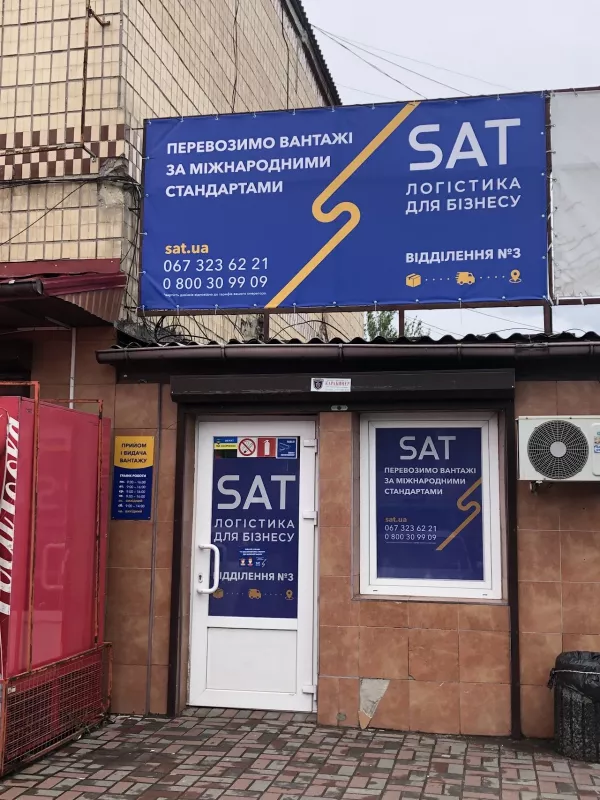 ПЕРЕВОЗИМО ВАНТАЖІ
ЗА МІЖНАРОДНИМИ
СТАНДАРТАМИ
SAT
ЛОГІСТИКА
ДЛЯ БІЗНЕСУ
sat.ua
067 323 62 21
0 800 30 99 09
ВІДДІЛЕННЯ №3
ПРИЙОМ
І ВИДАЧА
ВАНТАЖУ
SAT
ЛОГІСТИКА
ДЛЯ БІЗНЕСУ
ВІДДІЛЕННЯ №3
SAT
ПЕРЕВОЗИМО ВАНТАЖІ
ЗА МІЖНАРОДНИМИ
СТАНДАРТАМИ
sat.ua
067 323 62 21
0 800 30 99 09